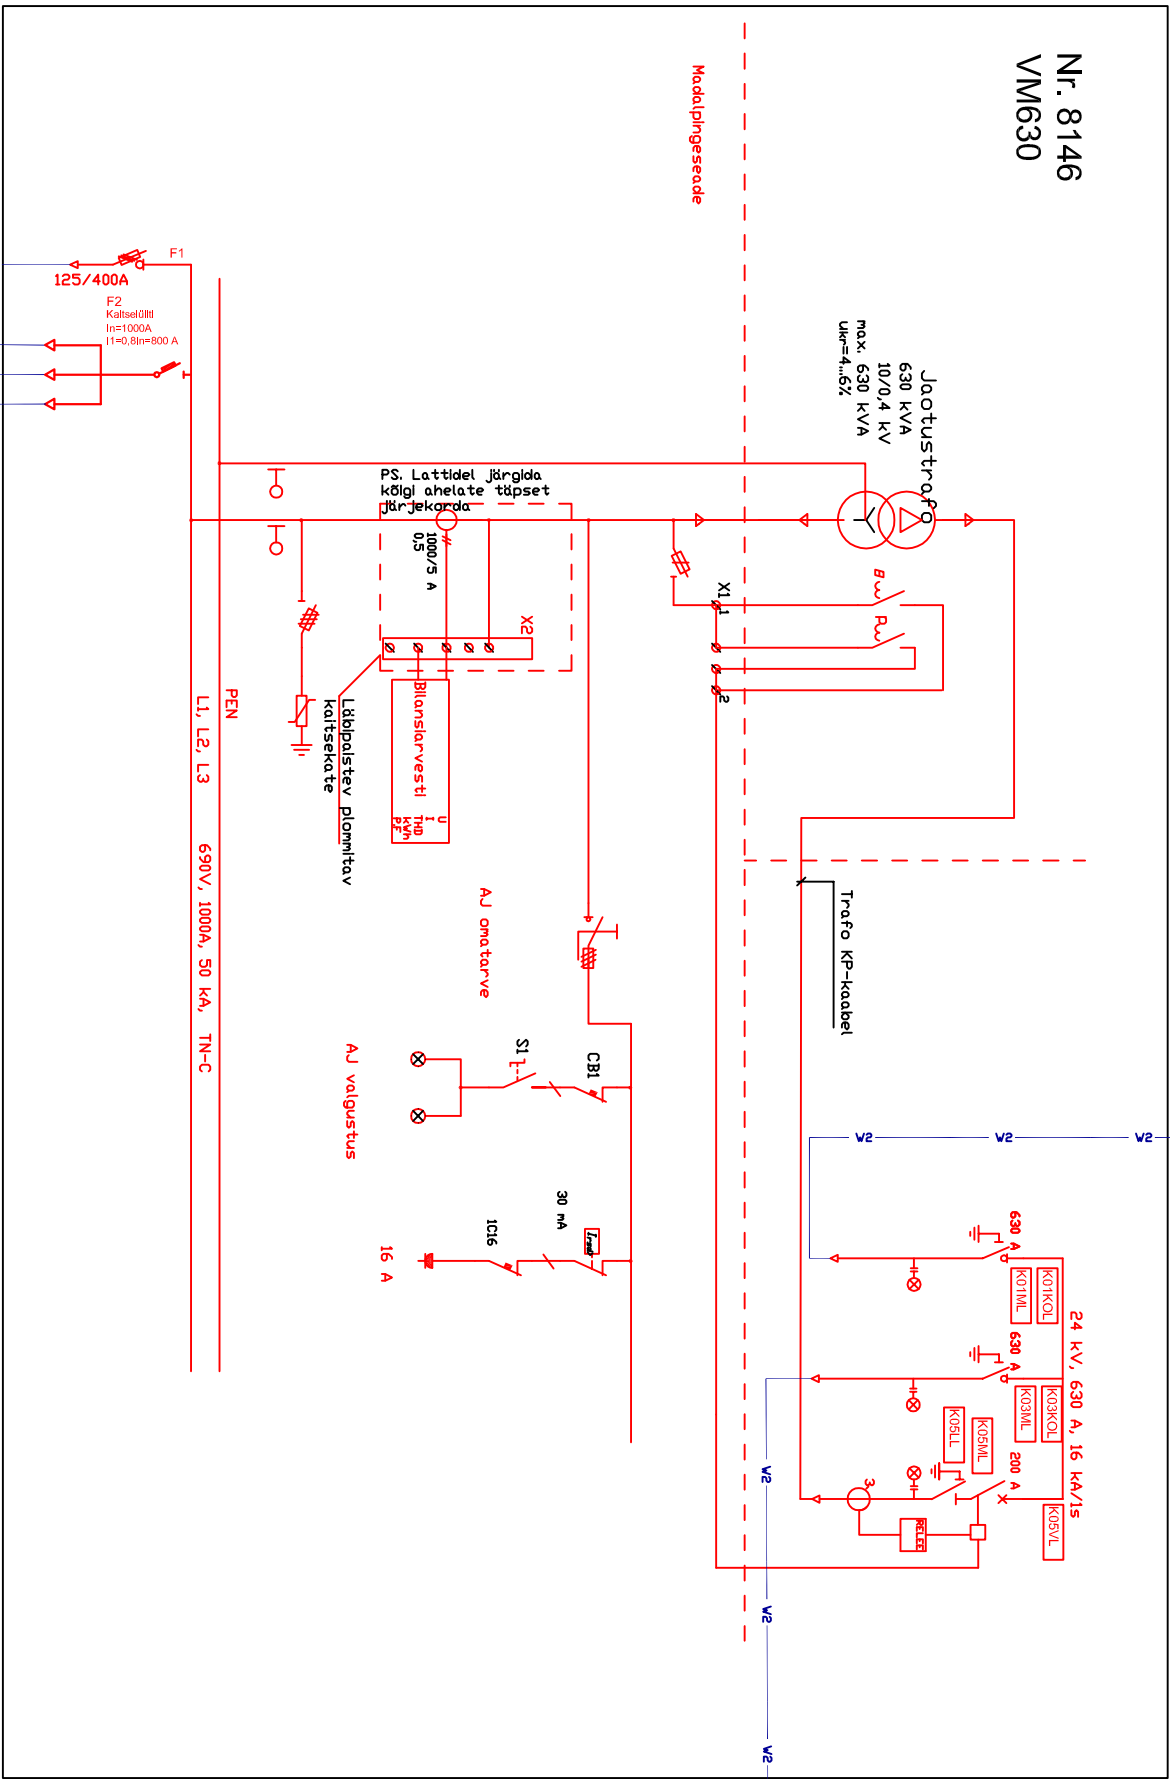 Nr. 8146
VM630
Madalpingeseade
Jaotustrafo
630 kVA
10/0,4 kV
max. 630 kVA
ukr=4...6%
F1
125/400A
F2
Kaitselüliti
In=1000A
I1=0,8In=800 A
PS. Lattidel järgida
kõigi ahelate täpset
järjekorda
1000/5 A
0,5
X2
X1
1
2
B
P
Bilansiarvesti
U
I
THD
kWh
P.F
Läbipaistev plommitav
kaitsekate
PEN
L1, L2, L3 690V, 1000A, 50 kA, TN-C
AJ omatarve
AJ valgustus
S1
CB1
30 mA
1C16
16 A
Trafo KP-kaabel
W2
W2
W2
24 kV, 630 A, 16 kA/1s
630 A
K01KOL
K01ML
630 A
K03KOL
K03ML
200 A
K05VL
K05ML
K05LL
3
RELEE
W2
W2
W2